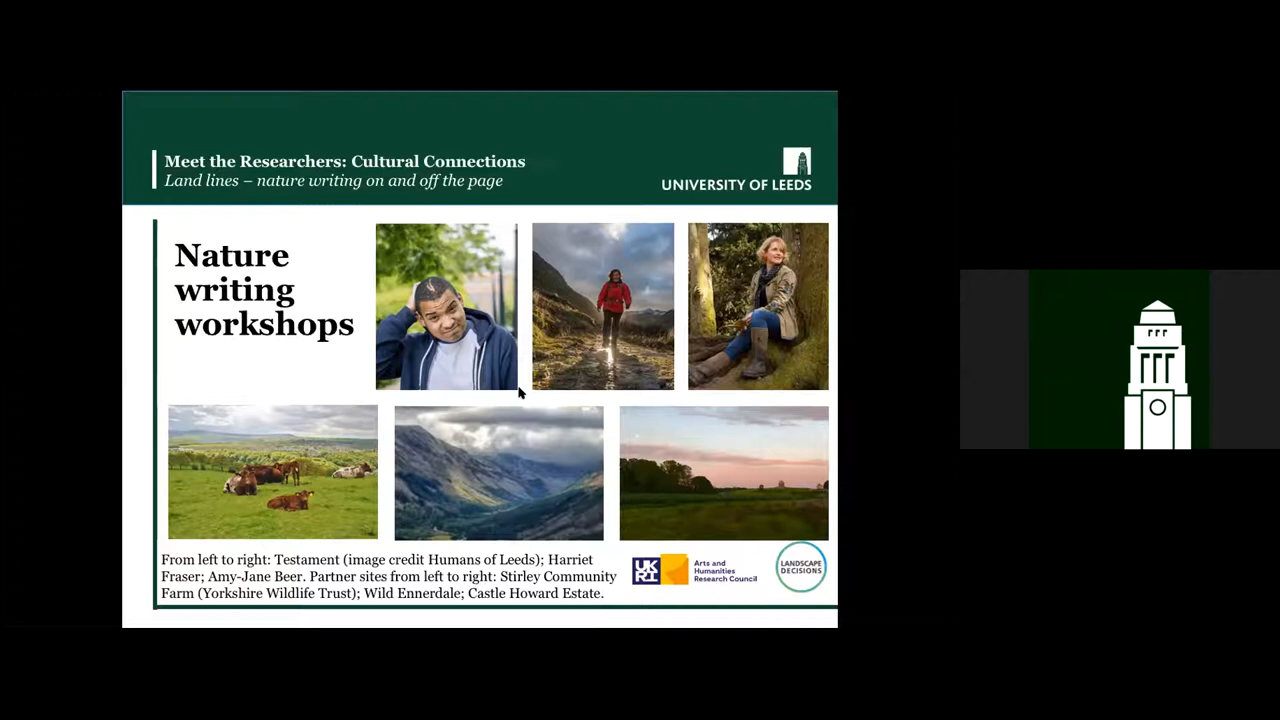 Meet the Researchers: Cultural Connections
Land lines – nature writing on and off the page
UNIVERSITY OF LEEDS
Nature
writing
workshops
From left to right: Testament (image credit Humans of Leeds); Harriet
Fraser; Amy-Jane Beer. Partner sites from left to right: Stirley Community
Farm (Yorkshire Wildlife Trust); Wild Ennerdale; Castle Howard Estate.
UK
RI
Arts and
Humanities
Research Council
LANDSCAPE
DECISIONS